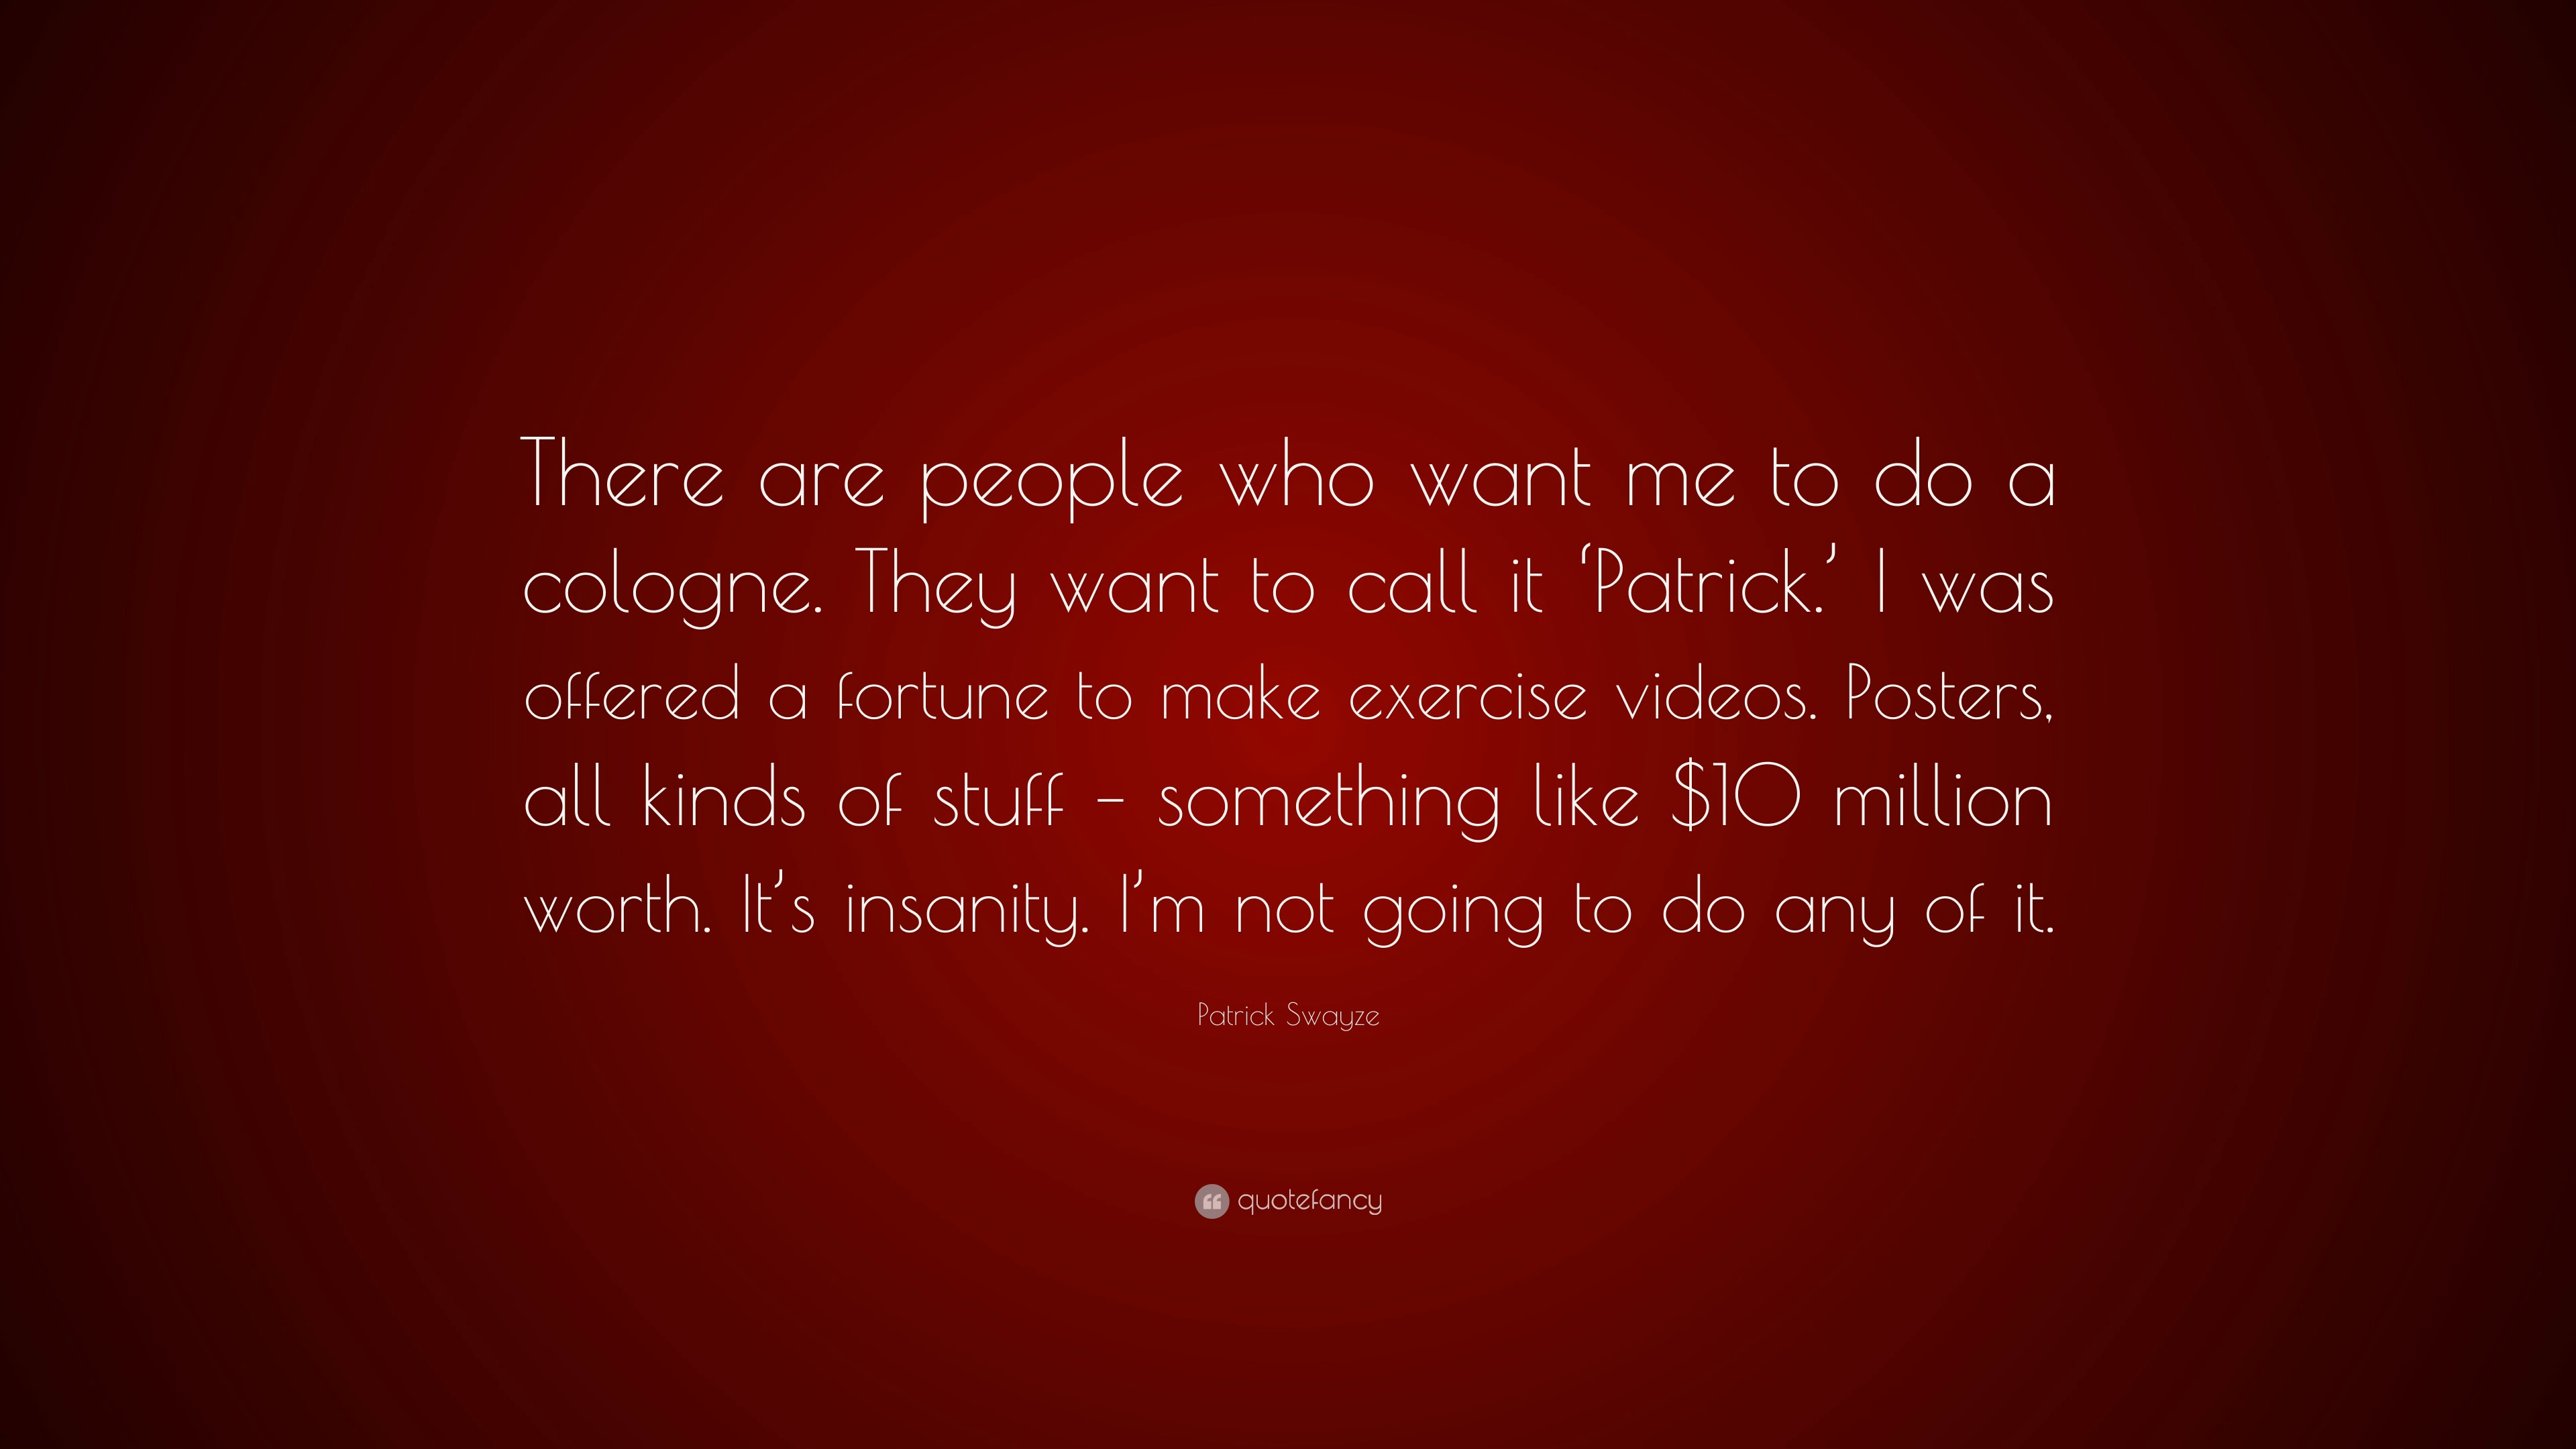 There are people who want me to do a
cologne. They want to call it ‘Patrick.’ I was
offered a fortune to make exercise videos. Posters,
all kinds of stuff – something like $10 million
worth. It’s insanity. I’m not going to do any of it.
Patrick Swayze
quotefancy